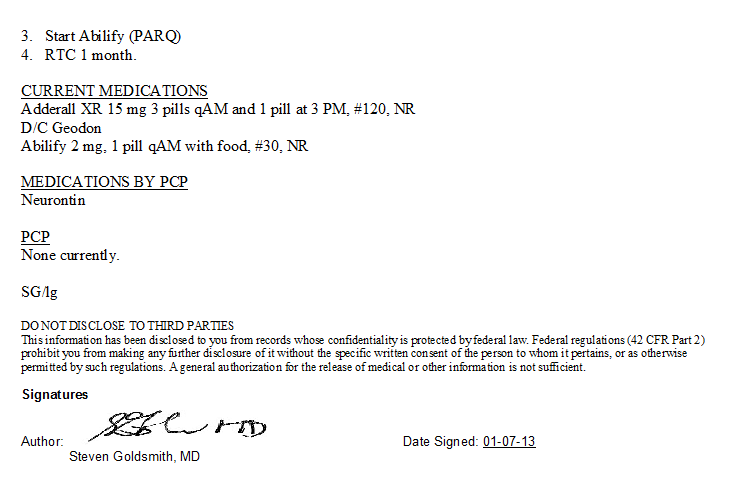 3. Start Abilify (PARQ)
4. RTC 1 month.
CURRENT MEDICATIONS
Adderall XR 15 mg 3 pills qAM and 1 pill at 3 PM, #120, NR
D/C Geodon
Abilify 2 mg, 1 pill qAM with food, #30, NR
MEDICATIONS BY PCP
Neurontin
PCP
None currently.
SG/lg
DO NOT DISCLOSE TO THIRD PARTIES
This information has been disclosed to you from records whose confidentiality is protected by federal law. Federal regulations (42 CFR Part 2)
prohibit you from making any further disclosure of it without the specific written consent of the person to whom it pertains, or as otherwise
permitted by such regulations. A general authorization for the release of medical or other information is not sufficient.
Signatures
MD
Author:
Steven Goldsmith, MD
Date Signed: 01-07-13